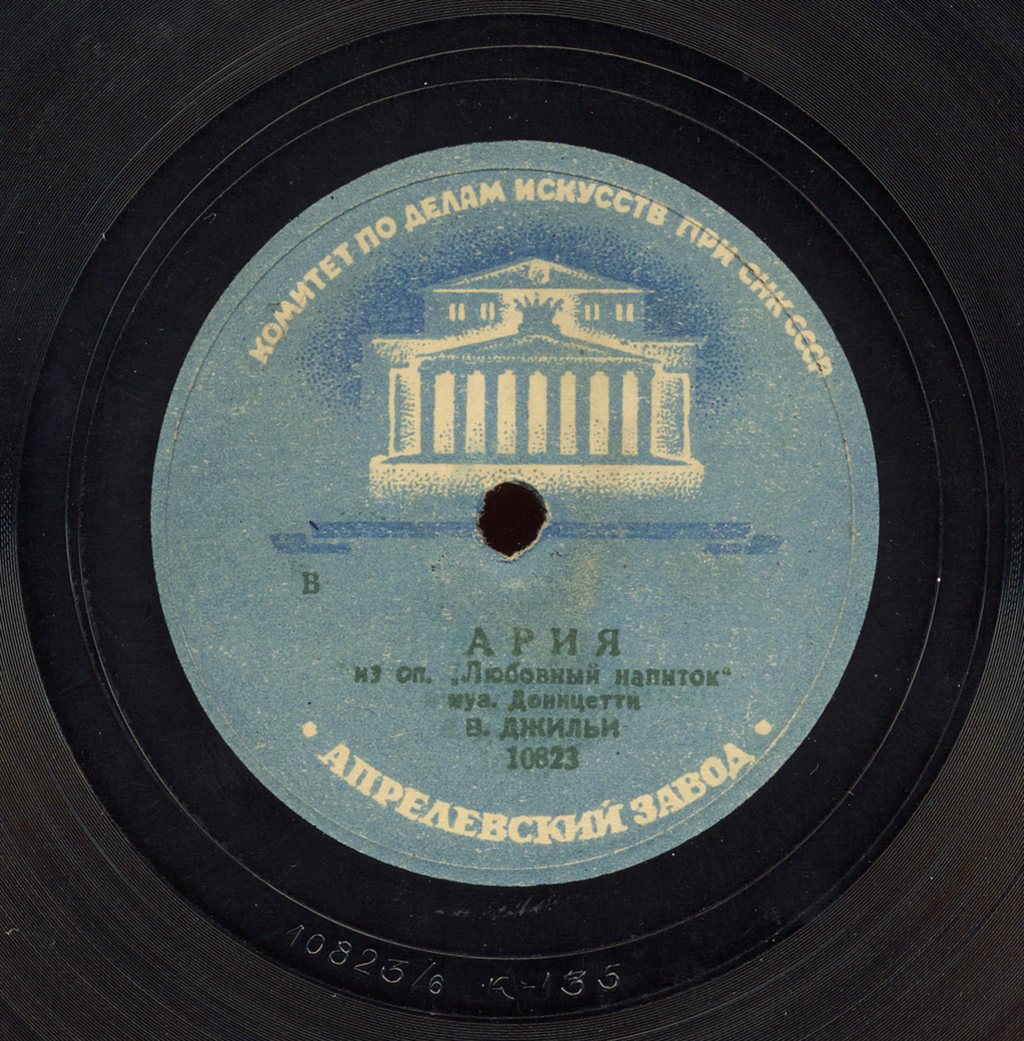 КОМИТЕТ ПО ДЕЛАМ ИСКУССТВ ПРИ СНК СССР
В
АРИЯ
из оп. „Любовный напиток“
муз. Доницетти
В. ДЖИЛЬИ
10823
• АПРЕЛЕВСКИЙ ЗАВОД •
10823/6 К-135